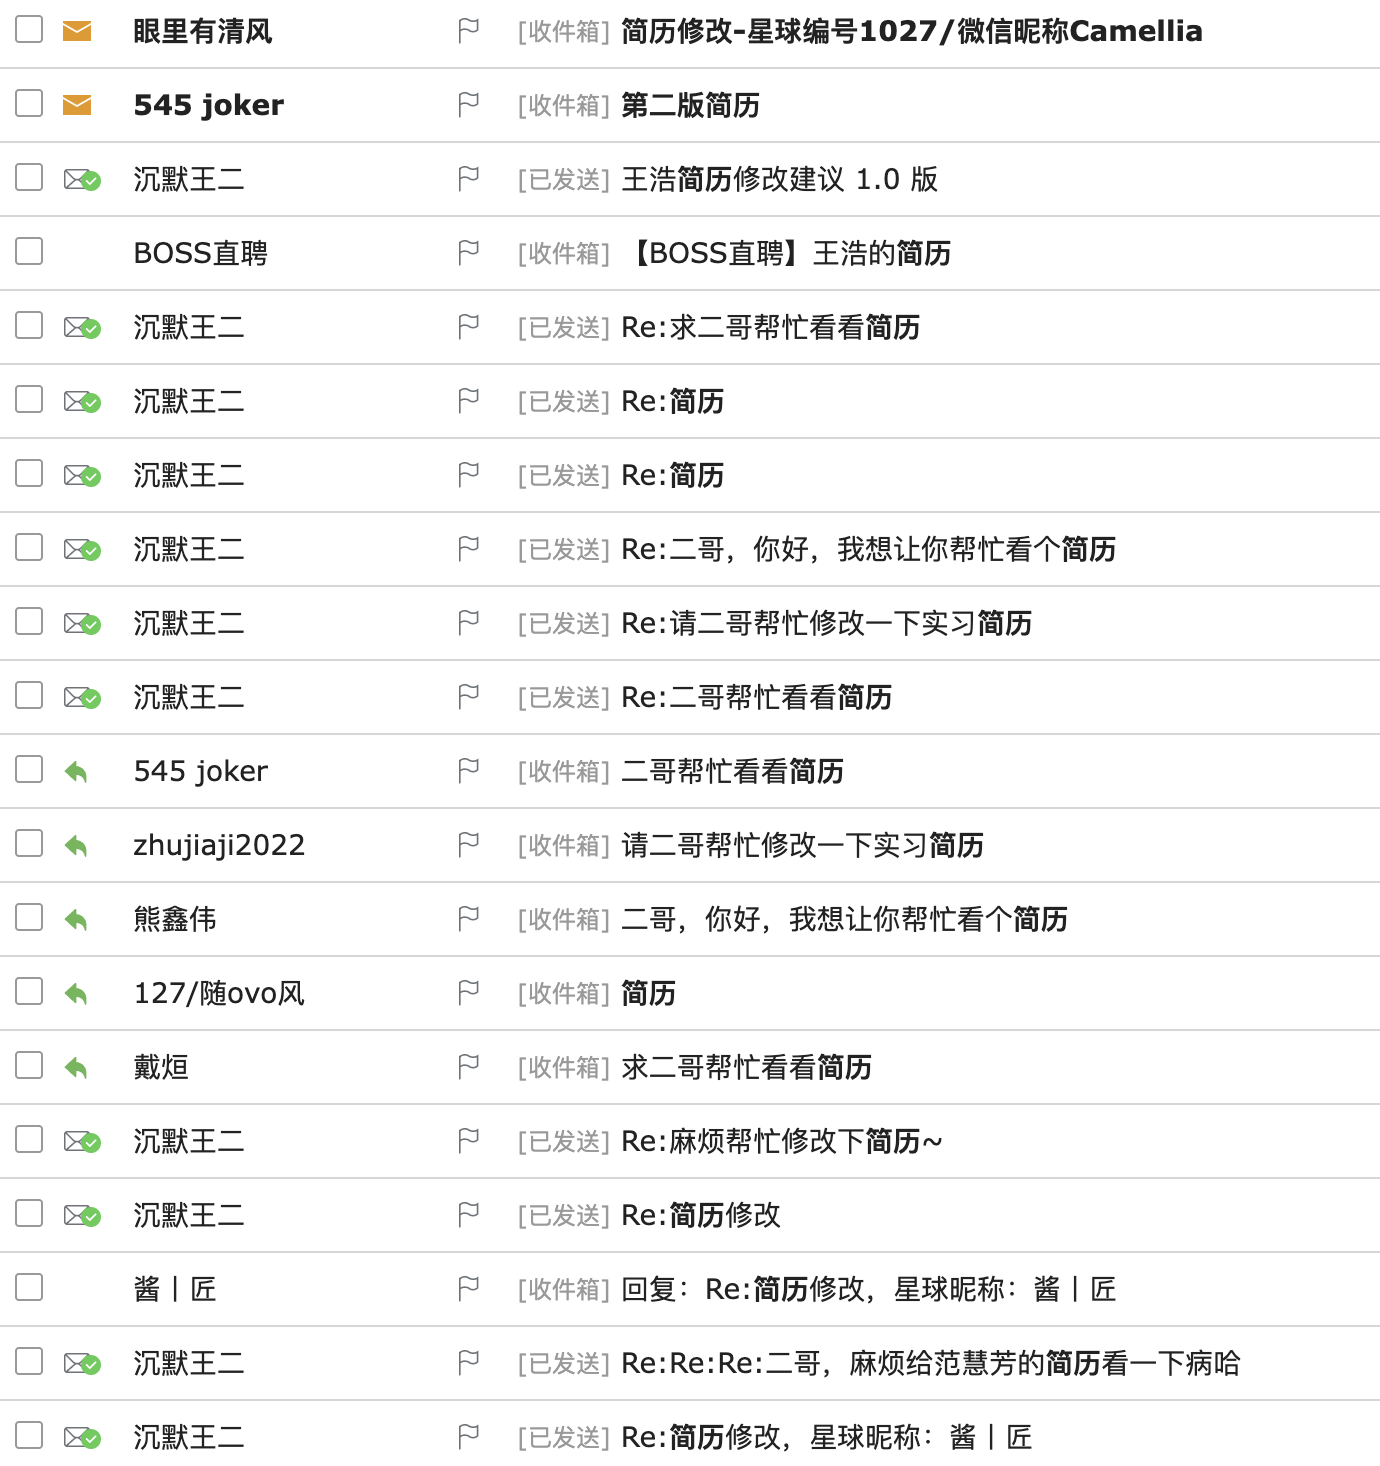 眼里有清风 [收件箱] 简历修改-星球编号1027/微信昵称Camellia
545 joker [收件箱] 第二版简历
沉默王二 [已发送] 王浩简历修改建议 1.0 版
BOSS直聘 [收件箱] 【BOSS直聘】王浩的简历
沉默王二 [已发送] Re:求二哥帮忙看看简历
沉默王二 [已发送] Re:简历
沉默王二 [已发送] Re:简历
沉默王二 [已发送] Re:二哥，你好，我想让你帮忙看个简历
沉默王二 [已发送] Re:请二哥帮忙修改一下实习简历
沉默王二 [已发送] Re:二哥帮忙看看简历
545 joker [收件箱] 二哥帮忙看看简历
zhujiaji2022 [收件箱] 请二哥帮忙修改一下实习简历
熊鑫伟 [收件箱] 二哥，你好，我想让你帮忙看个简历
127/随ovo风 [收件箱] 简历
戴烜 [收件箱] 求二哥帮忙看看简历
沉默王二 [已发送] Re:麻烦帮忙修改下简历~
沉默王二 [已发送] Re:简历修改
酱丨匠 [收件箱] 回复：Re:简历修改，星球昵称：酱丨匠
沉默王二 [已发送] Re:Re:Re:二哥，麻烦给范慧芳的简历看一下病哈
沉默王二 [已发送] Re:简历修改，星球昵称：酱丨匠